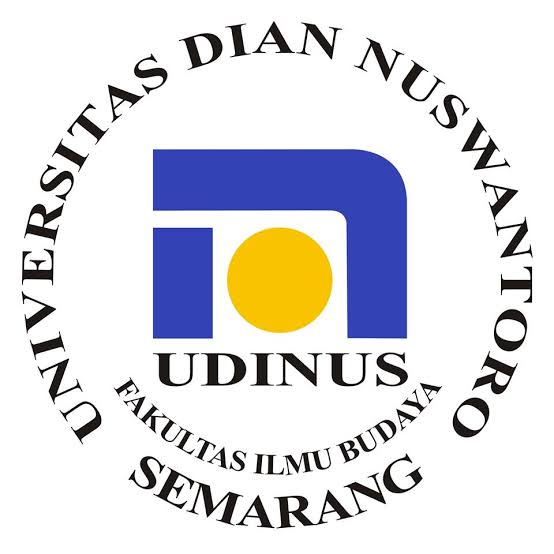 UNIVERSITAS DIAN NUSWANTORO
UDINUS
FAKULTAS ILMU BUDAYA
SEMARANG